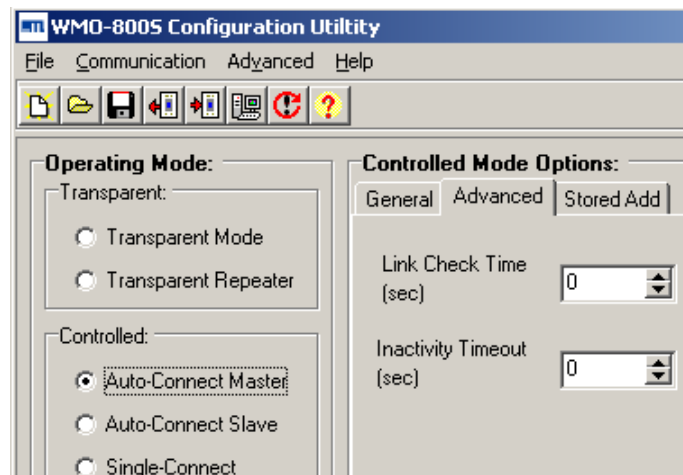 WMO-800S Configuration Utiltity
File Communication Advanced Help
Operating Mode:
Transparent:
Transparent Mode
Transparent Repeater
Controlled:
Auto-Connect Master
Auto-Connect Slave
Single-Connect
Controlled Mode Options:
General Advanced Stored Add
Link Check Time
(sec)
0
Inactivity Timeout
(sec)
0